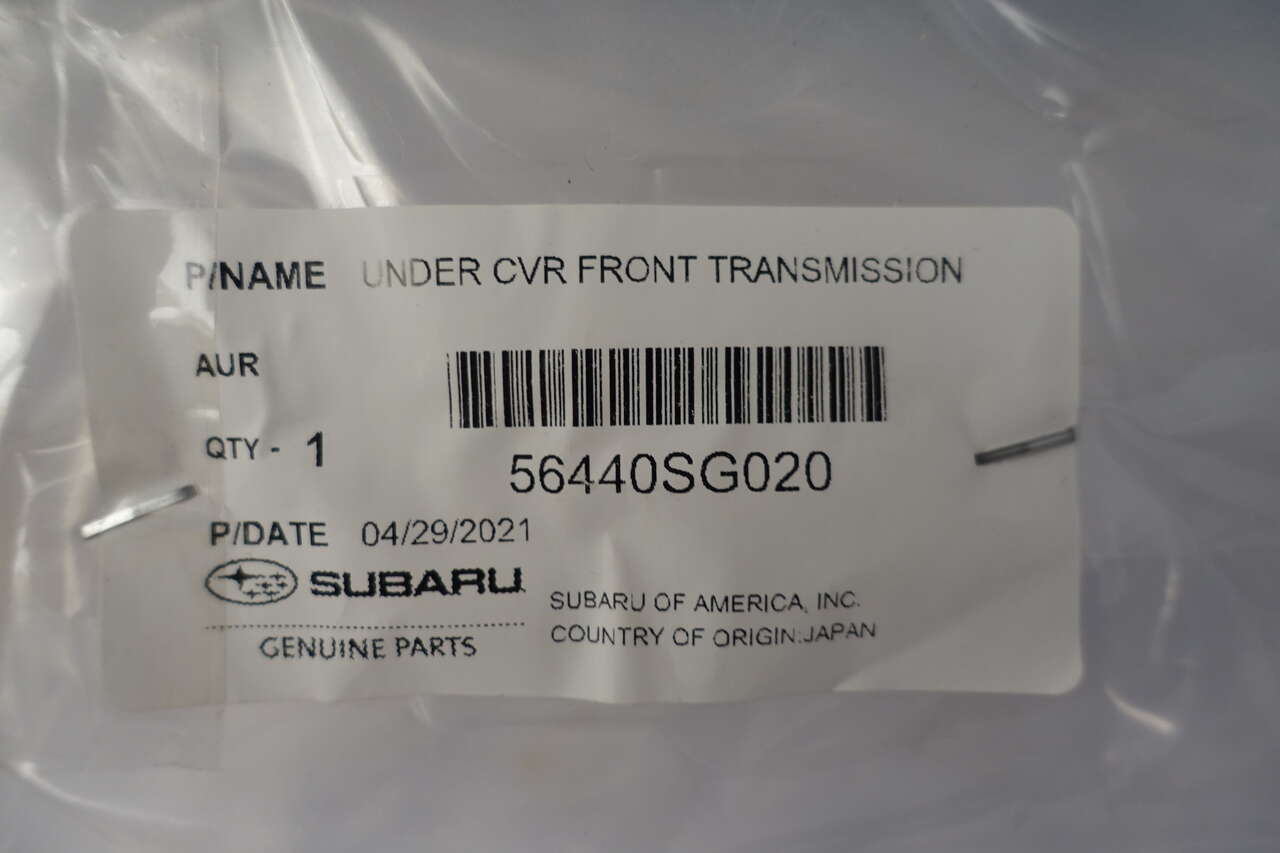 P/NAME UNDER CVR FRONT TRANSMISSION
AUR
QTY - 1
56440SG020
P/DATE 04/29/2021
SUBARU
GENUINE PARTS
SUBARU OF AMERICA, INC.
COUNTRY OF ORIGIN:JAPAN